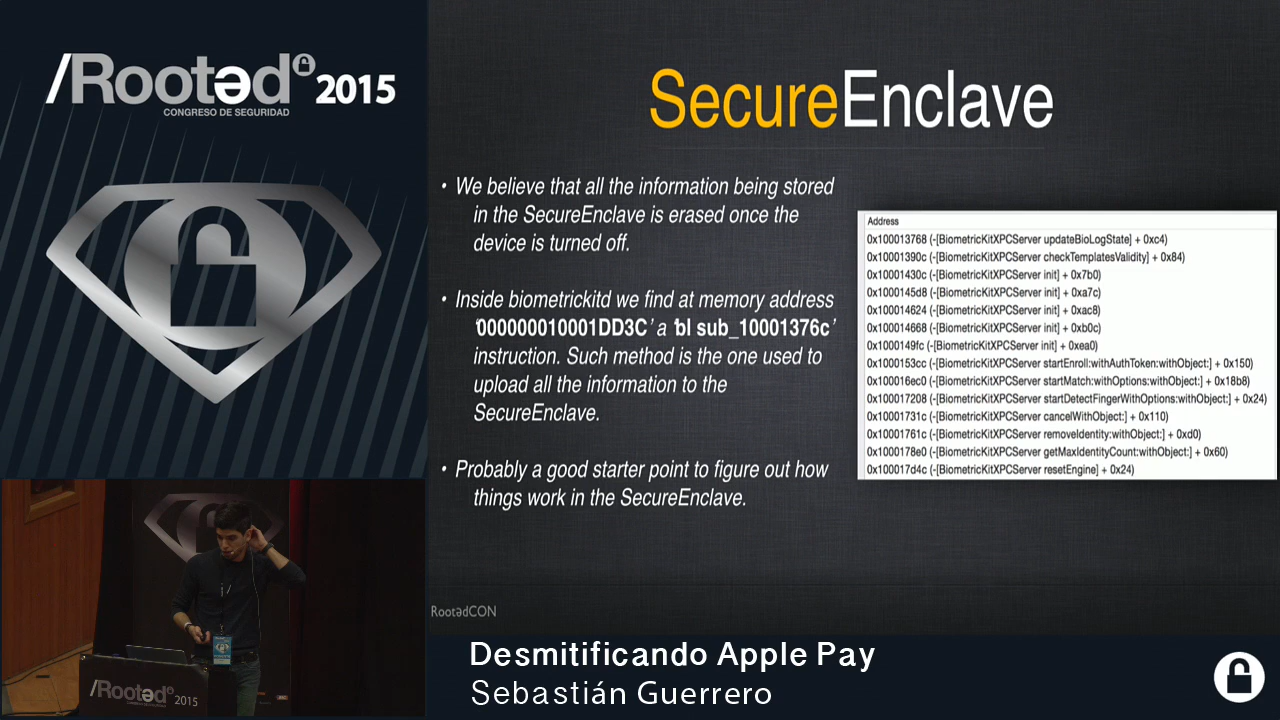 /Rootəd 2015
CONGRESO DE SEGURIDAD
SecureEnclave
• We believe that all the information being stored
in the SecureEnclave is erased once the
device is turned off.
• Inside biometrickitd we find at memory address
'000000010001DD3C' a 'bl sub_10001376c'
instruction. Such method is the one used to
upload all the information to the
SecureEnclave.
• Probably a good starter point to figure out how
things work in the SecureEnclave.
Address
0x100013768 (-[BiometricKitXPCServer updateBioLogState] + 0xc4)
0x10001390c (-[BiometricKitXPCServer checkTemplatesValidity] + 0x84)
0x10001430c (-[BiometricKitXPCServer init] + 0x7b0)
0x1000145d8 (-[BiometricKitXPCServer init] + 0xa7c)
0x100014624 (-[BiometricKitXPCServer init] + 0xac8)
0x100014668 (-[BiometricKitXPCServer init] + 0xb0c)
0x1000149fc (-[BiometricKitXPCServer init] + 0xea0)
0x1000153cc (-[BiometricKitXPCServer startEnroll:withAuthToken:withObject:] + 0x150)
0x100016ec0 (-[BiometricKitXPCServer startMatch:withOptions:withObject:] + 0x18b8)
0x100017208 (-[BiometricKitXPCServer startDetectFingerWithOptions:withObject:] + 0x24)
0x10001731c (-[BiometricKitXPCServer cancelWithObject:] + 0x110)
0x10001761c (-[BiometricKitXPCServer removeIdentity:withObject:] + 0xd0)
0x1000178e0 (-[BiometricKitXPCServer getMaxIdentityCount:withObject:] + 0x60)
0x100017d4c (-[BiometricKitXPCServer resetEngine] + 0x24)
RootədCON
/Rootəd 2015
Desmitificando Apple Pay
Sebastián Guerrero